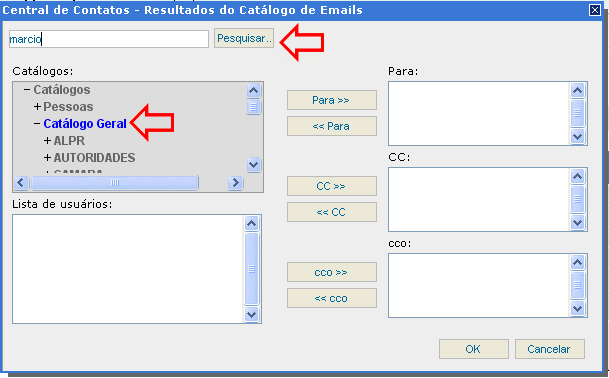 Central de Contatos - Resultados do Catálogo de Emails
marcio
Pesquisar..
Catálogos:
− Catálogos
+ Pessoas
− Catálogo Geral
+ ALPR
+ AUTORIDADES
+ CAMARA
Lista de usuários:
Para >>
<< Para
CC >>
<< CC
cco >>
<< cco
Para:
CC:
cco:
OK
Cancelar